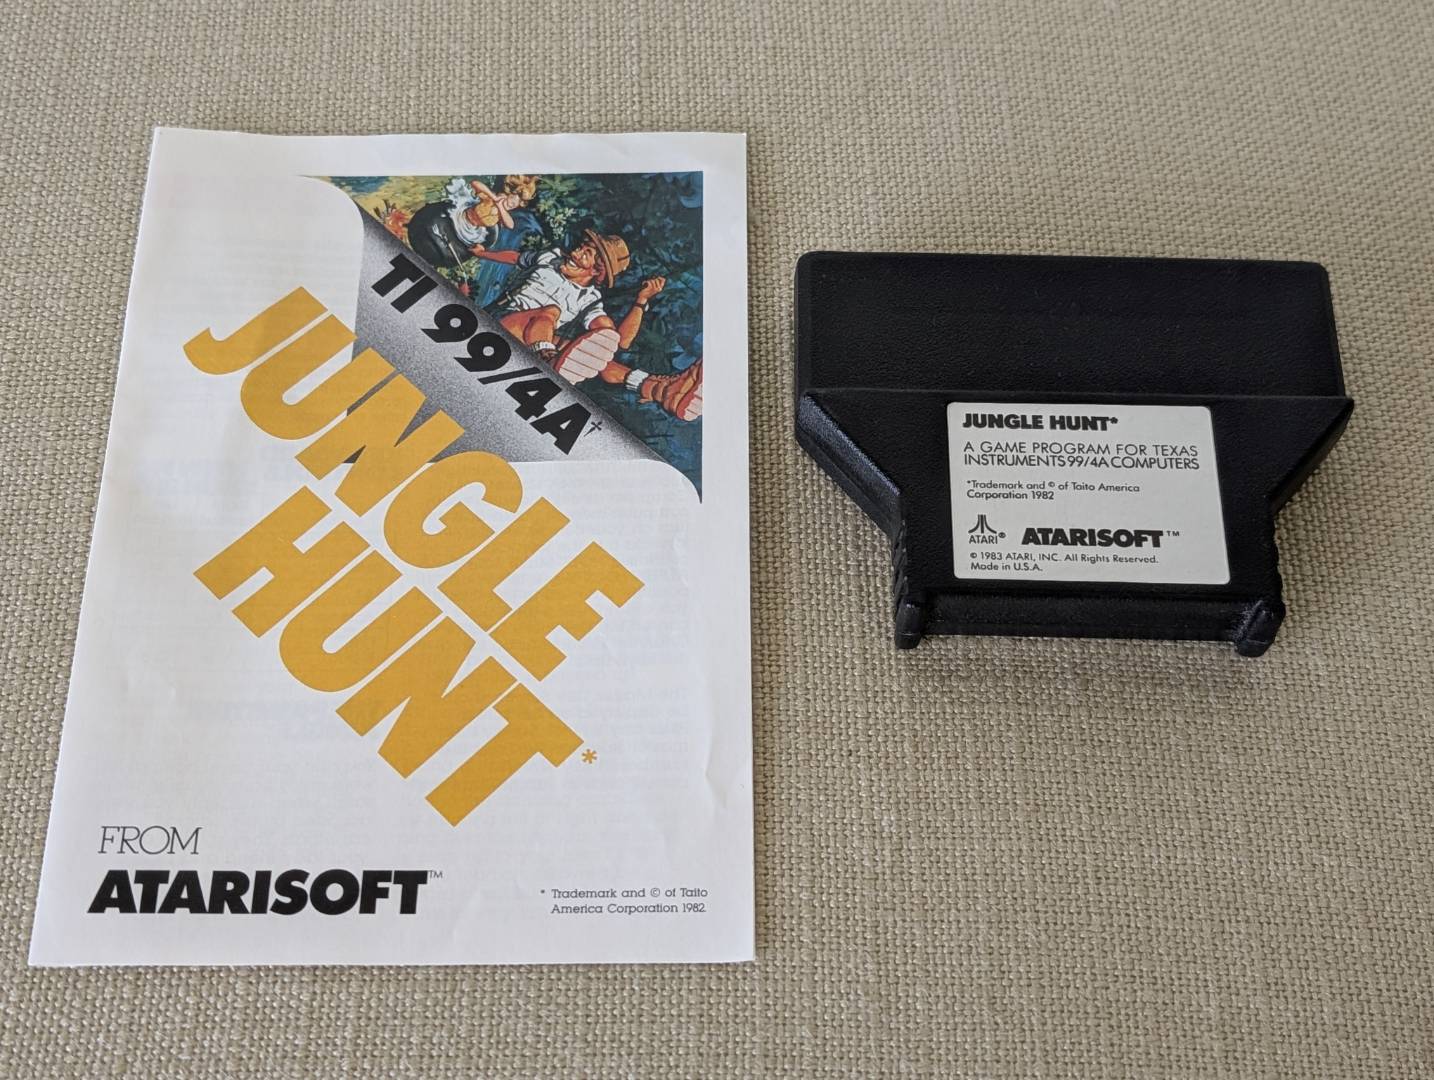 TI 99/4A†
JUNGLE
HUNT*
FROM
ATARISOFT™
* Trademark and © of Taito
America Corporation 1982.
JUNGLE HUNT*
A GAME PROGRAM FOR TEXAS
INSTRUMENTS 99/4A COMPUTERS
*Trademark and © of Taito America
Corporation 1982
ATARI® ATARISOFT™
© 1983 ATARI, INC. All Rights Reserved.
Made in U.S.A.